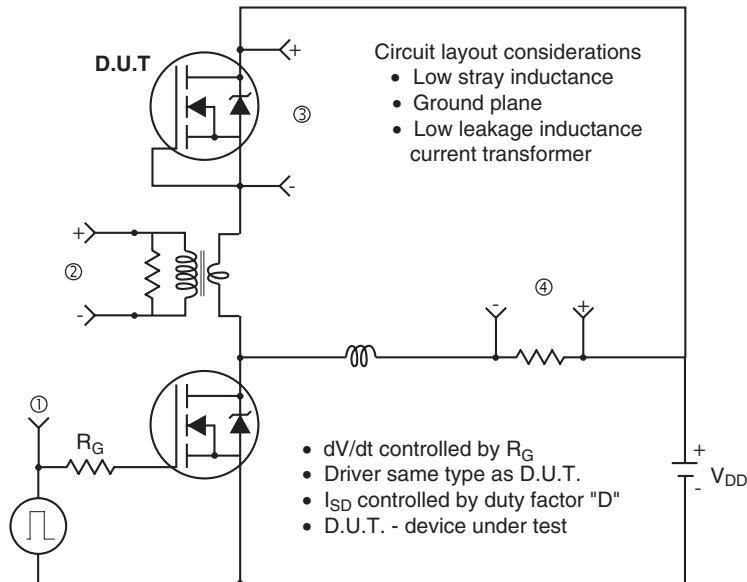 D.U.T
+
Circuit layout considerations
• Low stray inductance
• Ground plane
• Low leakage inductance
current transformer
③
-
+
②
-
-
④
+
①
R_G
• dV/dt controlled by R_G
• Driver same type as D.U.T.
• I_SD controlled by duty factor "D"
• D.U.T. - device under test
+
V_DD
-